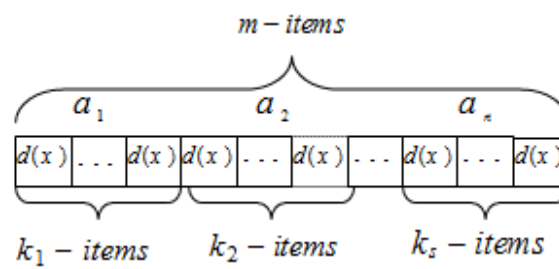 m – items
a₁ a₂ aₙ
d(x) ... d(x) d(x) ... d(x) ... d(x) ... d(x)
k₁ – items k₂ – items kₛ – items